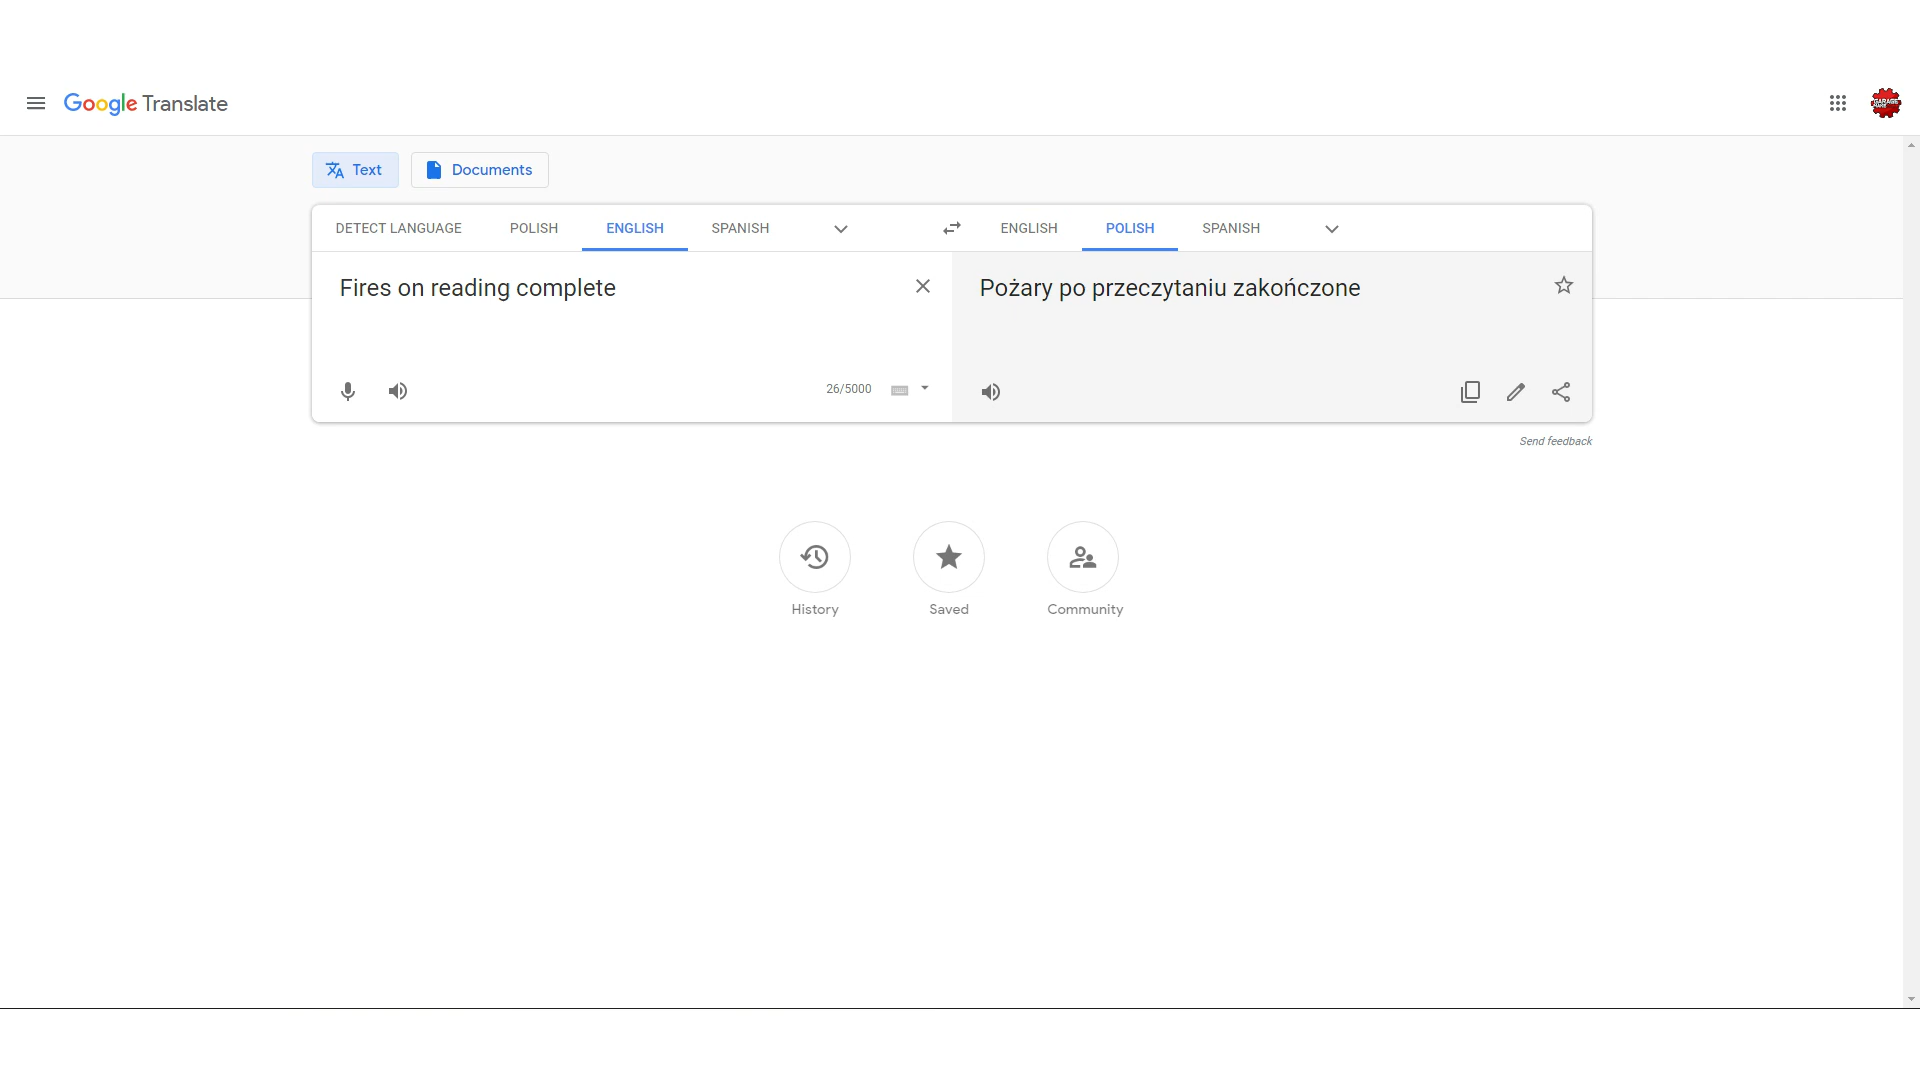 Google Translate
Text
Documents
DETECT LANGUAGE POLISH ENGLISH SPANISH
ENGLISH POLISH SPANISH
Fires on reading complete
Pożary po przeczytaniu zakończone
26/5000
Send feedback
History
Saved
Community